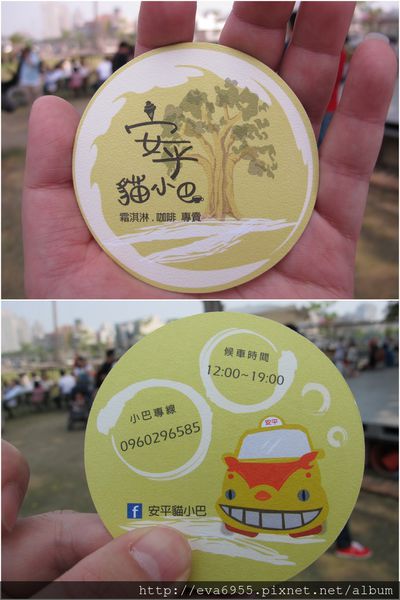 安平
貓小巴
霜淇淋．咖啡 專賣
候車時間
12:00~19:00
小巴專線
0960296585
安平
f 安平貓小巴
http://eva6955.pixnet.net/album